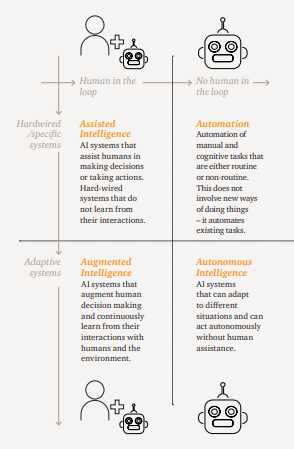 Human in the
loop
No human in
the loop
Hardwired
/specific
systems
Assisted
Intelligence
AI systems that
assist humans in
making decisions
or taking actions.
Hard-wired
systems that do
not learn from
their interactions.
Automation
Automation of
manual and
cognitive tasks that
are either routine
or non-routine.
This does not
involve new ways
of doing things
– it automates
existing tasks.
Adaptive
systems
Augmented
Intelligence
AI systems that
augment human
decision making
and continuously
learn from their
interactions with
humans and the
environment.
Autonomous
Intelligence
AI systems
that can adapt
to different
situations and can
act autonomously
without human
assistance.